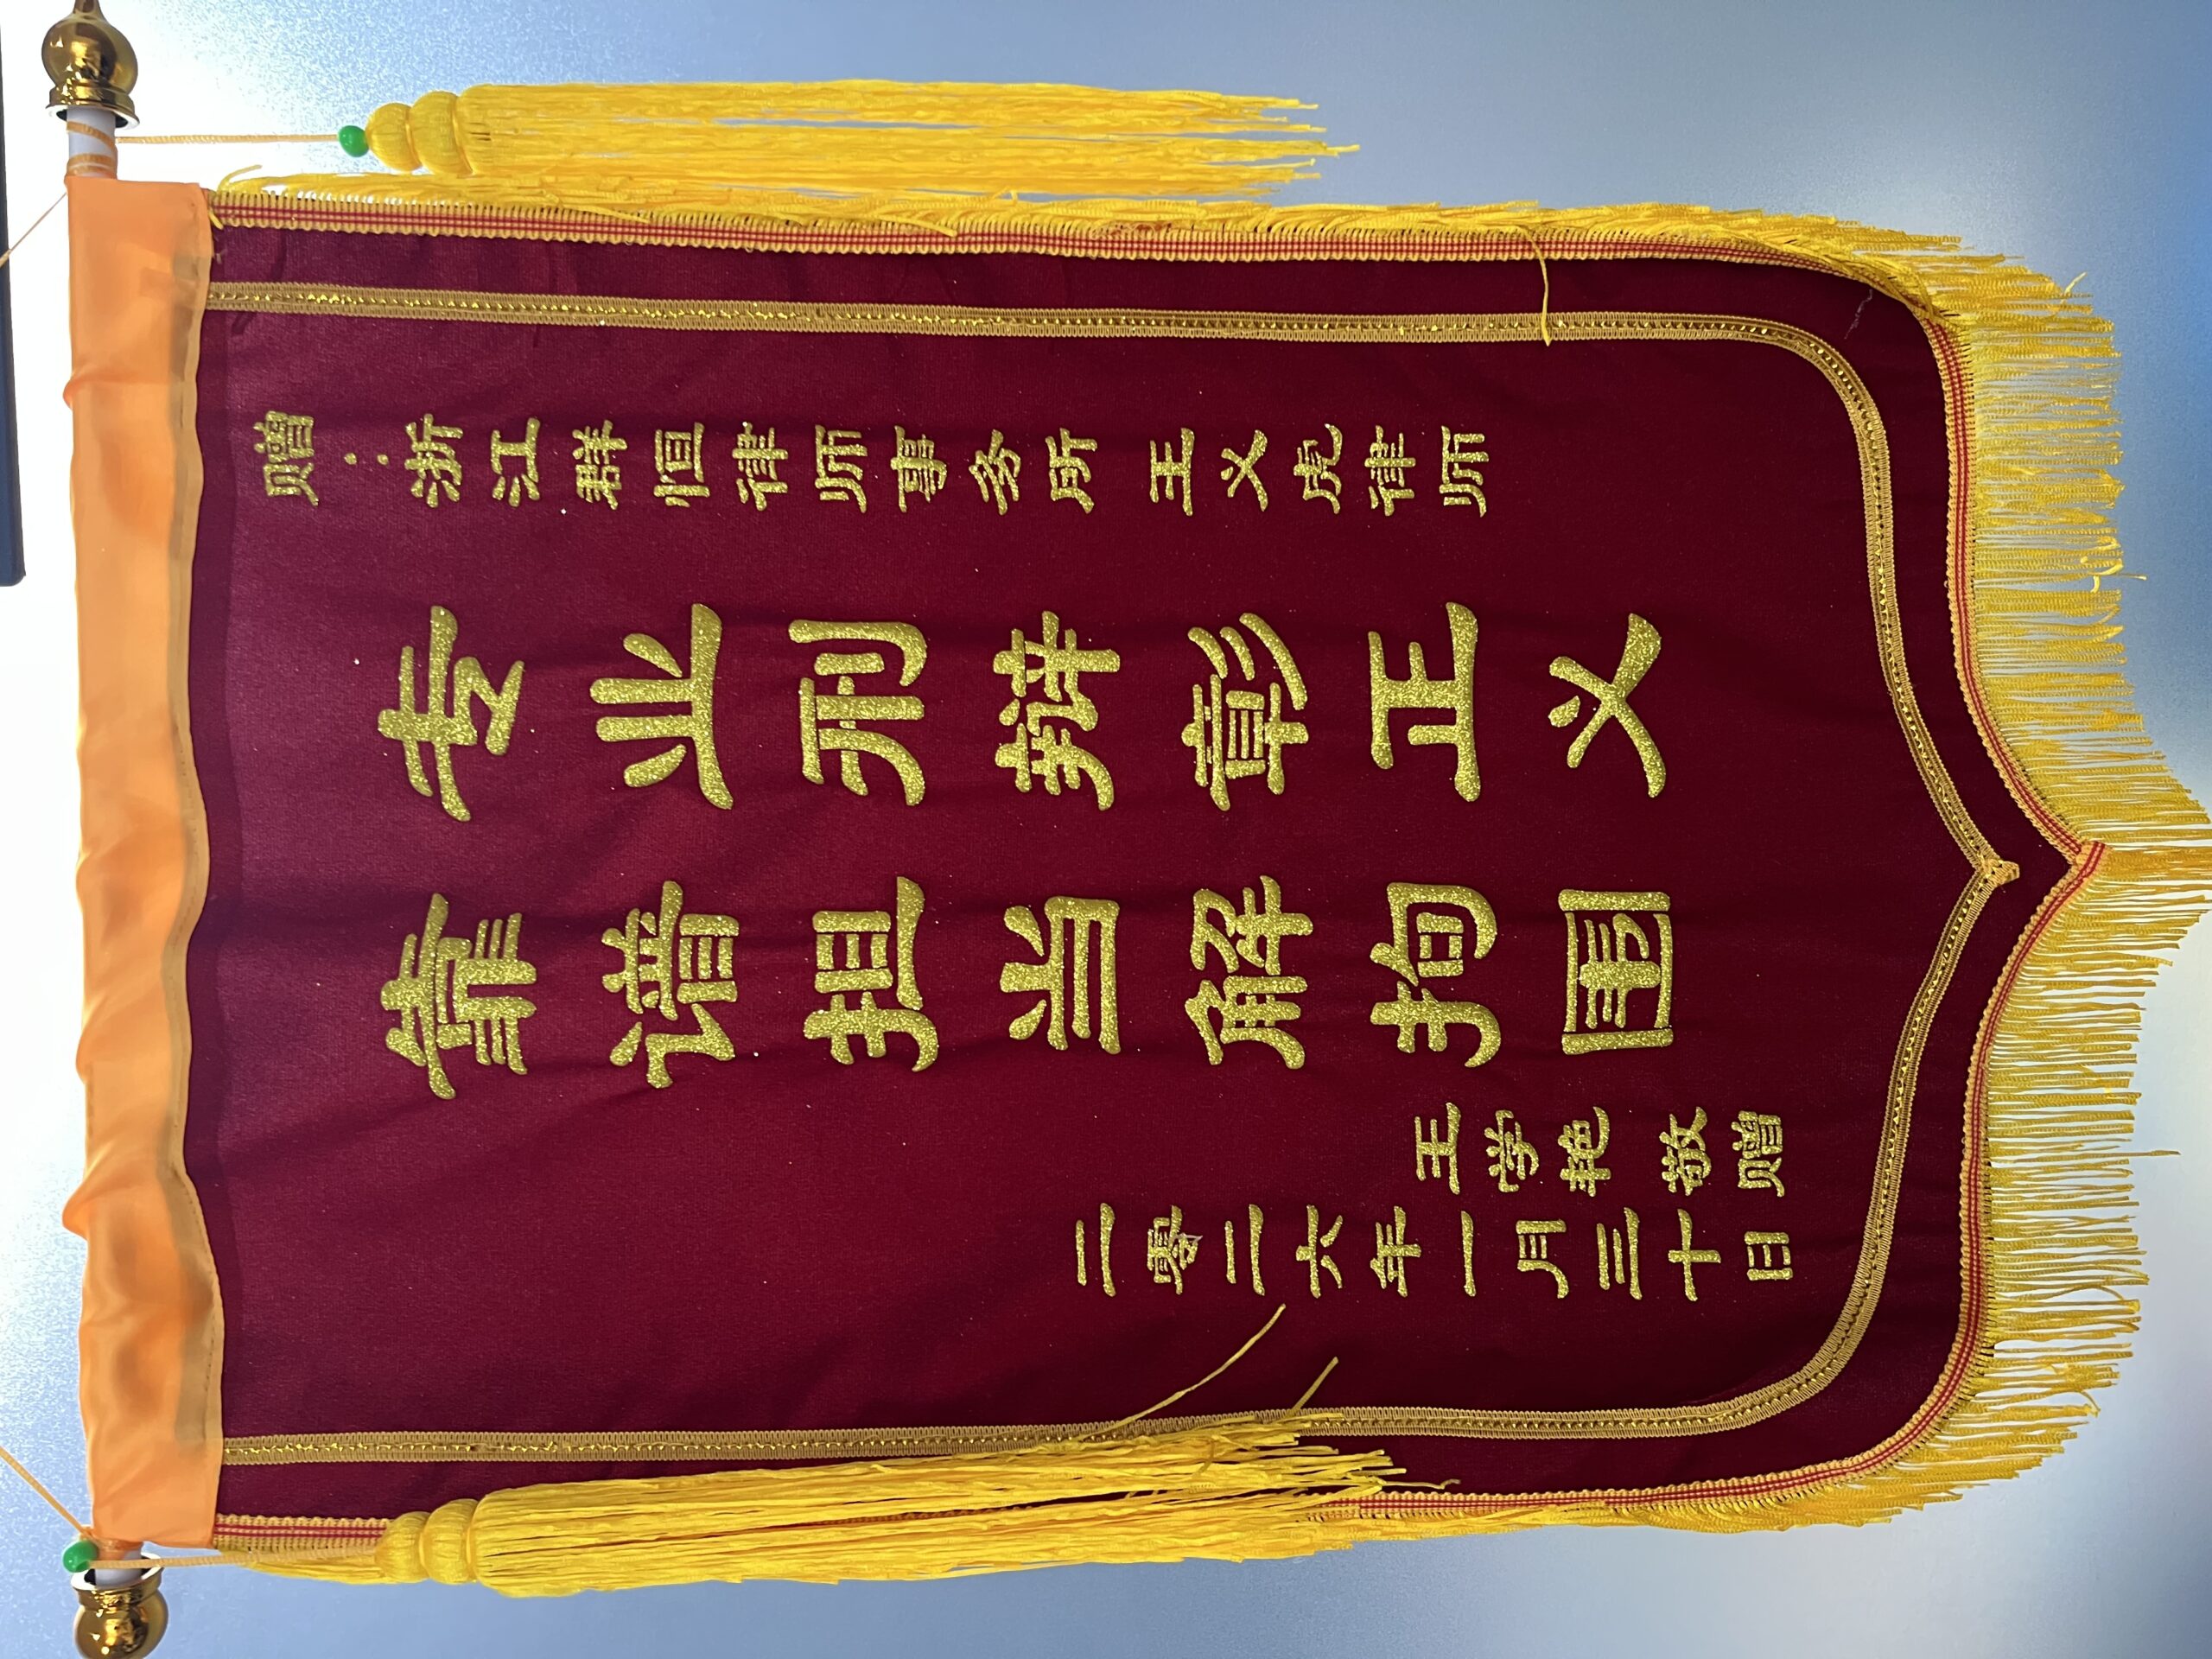 赠：浙江群恒律师事务所 王义虎律师
专业刑辩彰正义
靠谱担当解拘围
王学艳 敬赠
二零二六年一月三十日